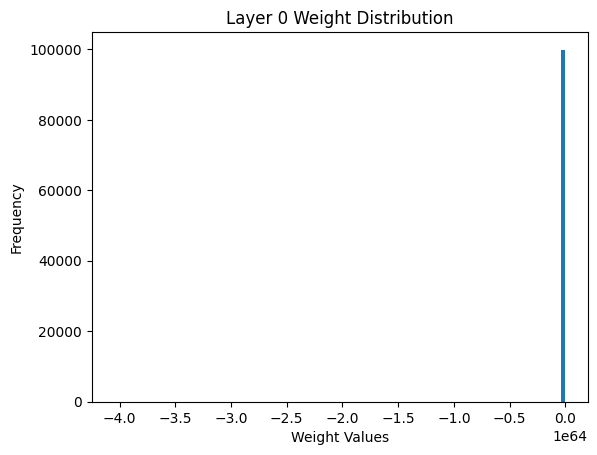 Layer 0 Weight Distribution
100000
80000
60000
40000
20000
0
Frequency
−4.0 −3.5 −3.0 −2.5 −2.0 −1.5 −1.0 −0.5 0.0
1e64
Weight Values